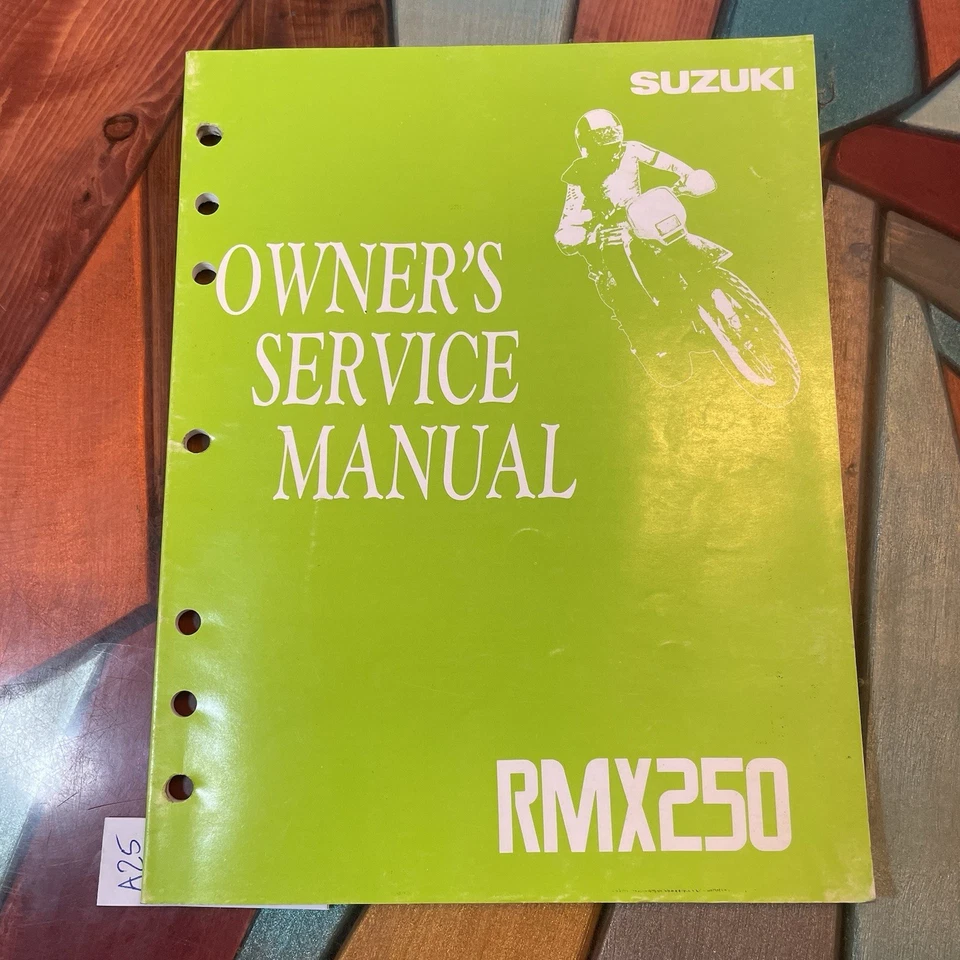 SUZUKI
OWNER'S
SERVICE
MANUAL
RMX250
A25